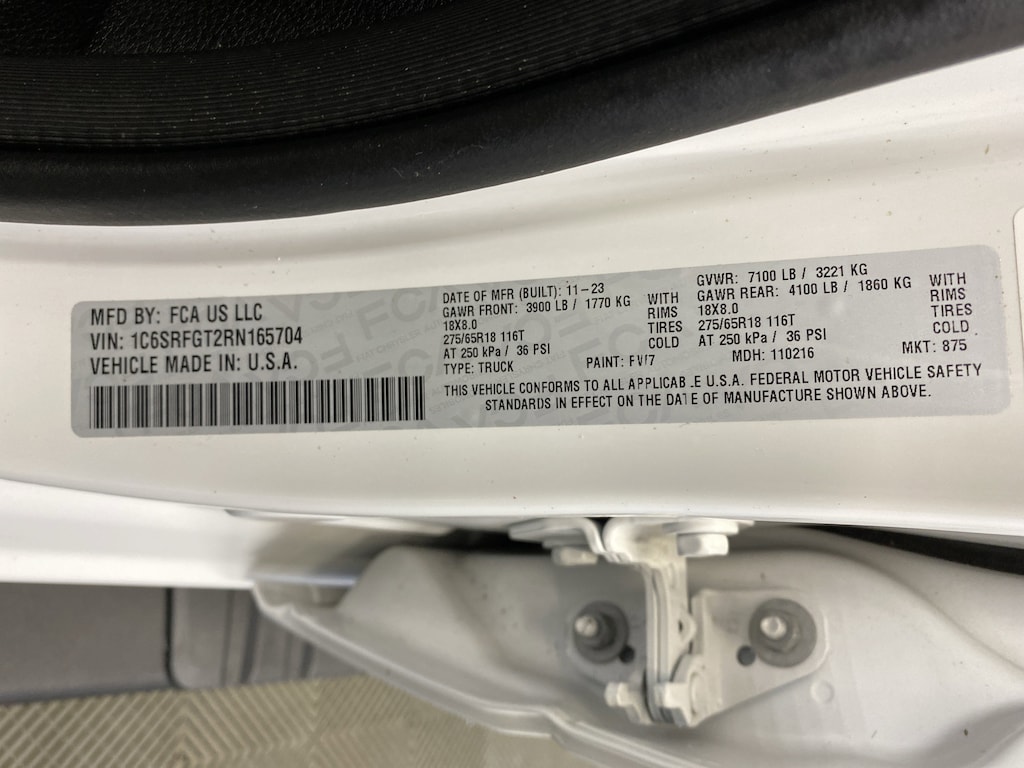 MFD BY: FCA US LLC
VIN: 1C6SRFGT2RN165704
VEHICLE MADE IN: U.S.A.
DATE OF MFR (BUILT): 11-23
GAWR FRONT: 3900 LB / 1770 KG WITH
18X8.0 RIMS
275/65R18 116T TIRES
AT 250 kPa / 36 PSI COLD
TYPE: TRUCK PAINT: FW7
GVWR: 7100 LB / 3221 KG
GAWR REAR: 4100 LB / 1860 KG WITH
18X8.0 RIMS
275/65R18 116T TIRES
AT 250 kPa / 36 PSI COLD
MDH: 110216 MKT: 875
THIS VEHICLE CONFORMS TO ALL APPLICABLE U.S.A. FEDERAL MOTOR VEHICLE SAFETY
STANDARDS IN EFFECT ON THE DATE OF MANUFACTURE SHOWN ABOVE.